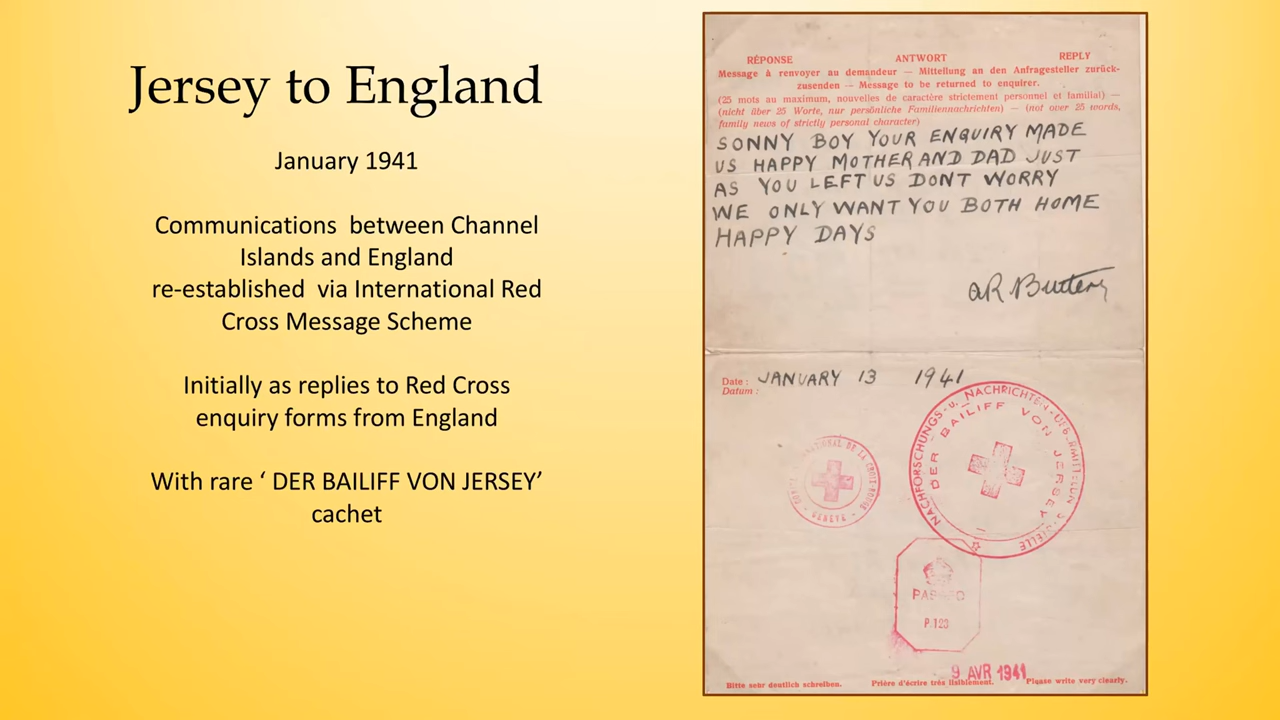 Jersey to England
January 1941
Communications between Channel
Islands and England
re-established via International Red
Cross Message Scheme
Initially as replies to Red Cross
enquiry forms from England
With rare ‘ DER BAILIFF VON JERSEY’
cachet
RÉPONSE ANTWORT REPLY
Message à renvoyer au demandeur — Mitteilung an den Anfragesteller zurück-
zusenden — Message to be returned to enquirer.
(25 mots au maximum, nouvelles de caractère strictement personnel et familial) —
(nicht über 25 Worte, nur persönliche Familiennachrichten) — (not over 25 words,
family news of strictly personal character)
SONNY BOY YOUR ENQUIRY MADE
US HAPPY MOTHER AND DAD JUST
AS YOU LEFT US DONT WORRY
WE ONLY WANT YOU BOTH HOME
HAPPY DAYS
Date : JANUARY 13 1941
Datum :
NACHFORSCHUNGS- u. NACHRICHTEN
DER BAILIFF VON JERSEY
DE LA CROIX-ROUGE
GENÈVE
P.123
9 AVR 1941
Bitte sehr deutlich schreiben. Prière d'écrire très lisiblement. Please write very clearly.